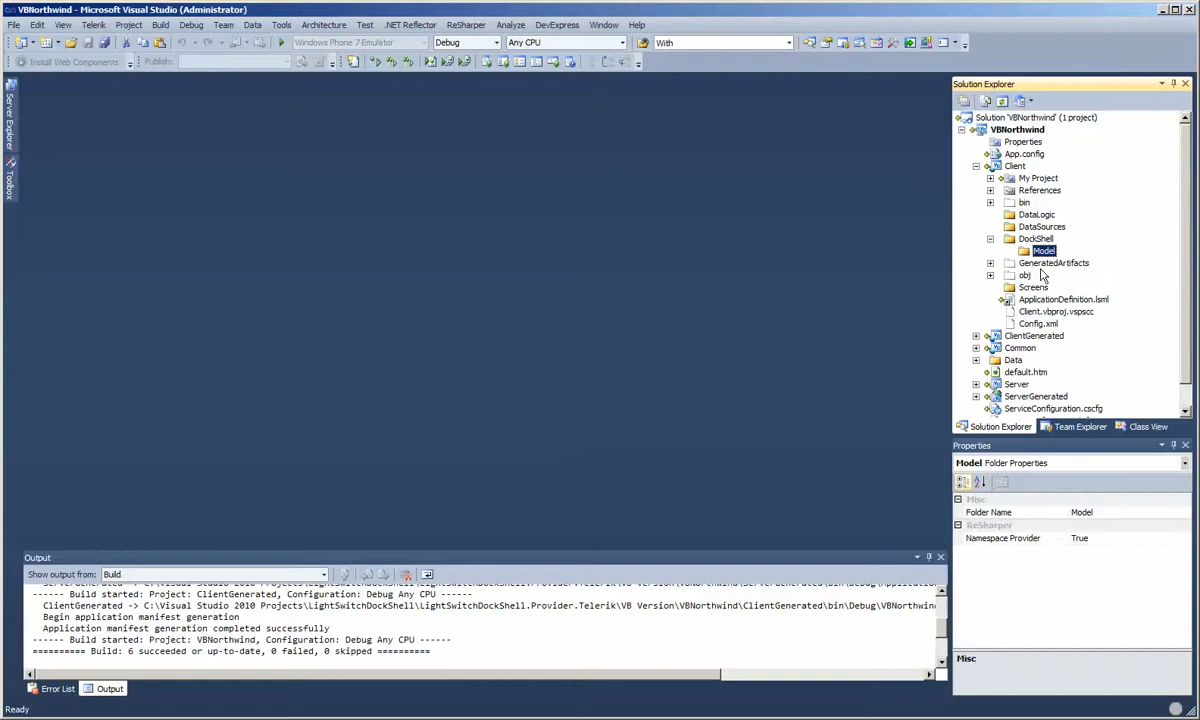 VBNorthwind - Microsoft Visual Studio (Administrator)
File Edit View Telerik Project Build Debug Team Data Tools Architecture Test .NET Reflector ReSharper Analyze DevExpress Window Help
Windows Phone 7 Emulator Debug Any CPU With
Install Web Components Publish:
Server Explorer
Toolbox
Solution Explorer
Solution 'VBNorthwind' (1 project)
VBNorthwind
Properties
App.config
Client
My Project
References
bin
DataLogic
DataSources
DockShell
Model
GeneratedArtifacts
obj
Screens
ApplicationDefinition.lsml
Client.vbproj.vspscc
Config.xml
ClientGenerated
Common
Data
default.htm
Server
ServerGenerated
ServiceConfiguration.cscfg
Solution Explorer Team Explorer Class View
Properties
Model Folder Properties
Misc
Folder Name Model
ReSharper
Namespace Provider True
Misc
Output
Show output from: Build
------ Build started: Project: ClientGenerated, Configuration: Debug Any CPU ------
ClientGenerated -> C:\Visual Studio 2010 Projects\LightSwitchDockShell\LightSwitchDockShell.Provider.Telerik\VB Version\VBNorthwind\ClientGenerated\bin\Debug\VBNorthwind
Begin application manifest generation
Application manifest generation completed successfully
------ Build started: Project: VBNorthwind, Configuration: Debug Any CPU ------
========== Build: 6 succeeded or up-to-date, 0 failed, 0 skipped ==========
Error List Output
Ready